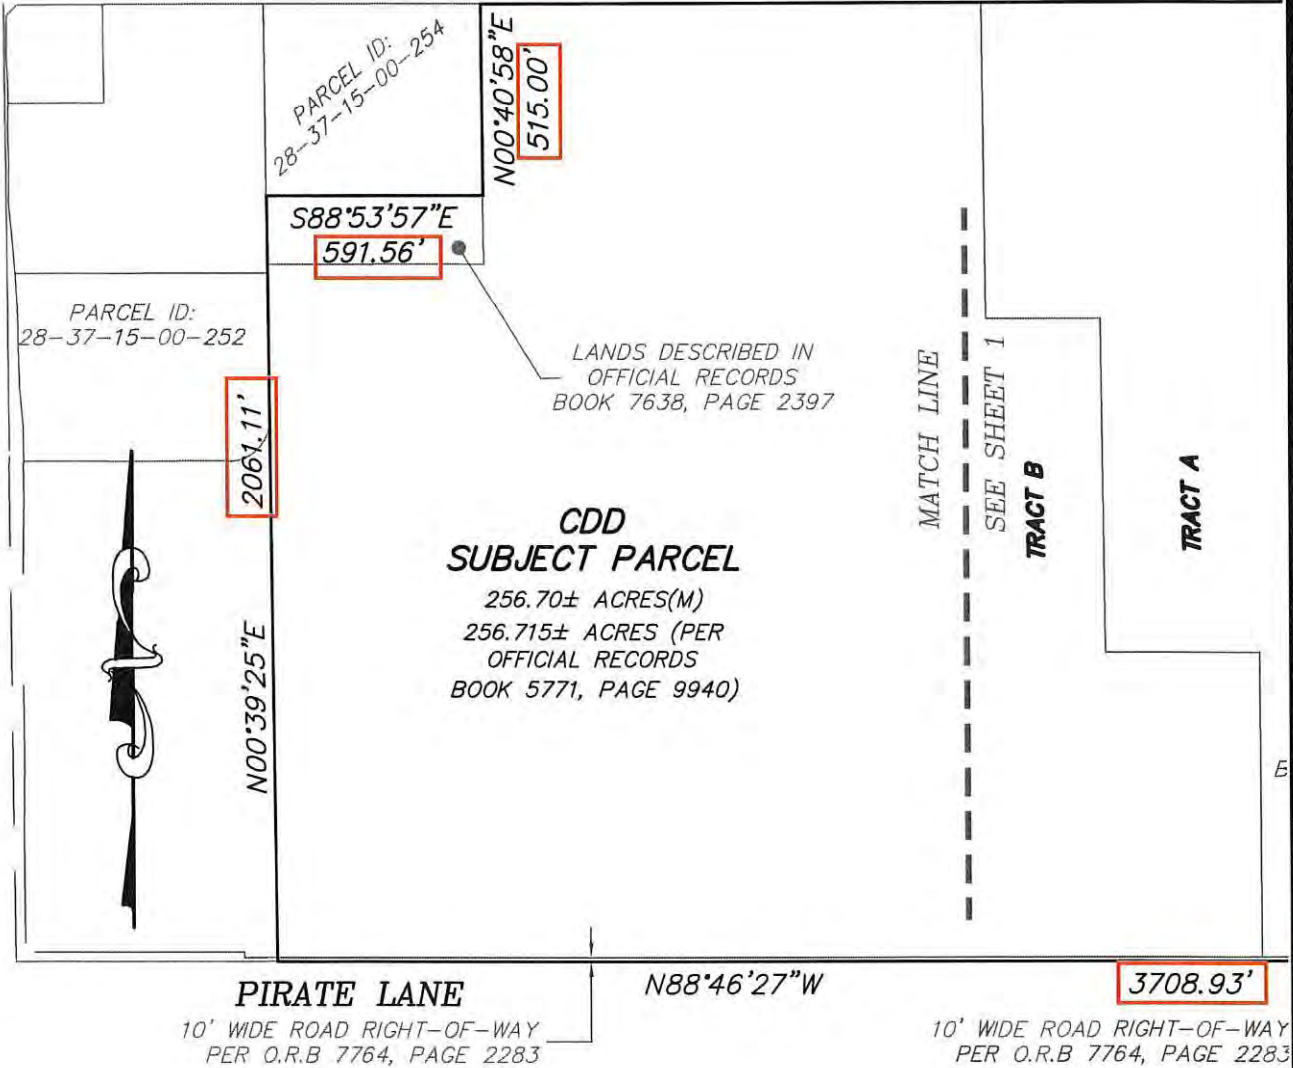 PARCEL ID:
28-37-15-00-254
N00°40'58"E
515.00'
S88°53'57"E
591.56'
PARCEL ID:
28-37-15-00-252
LANDS DESCRIBED IN
OFFICIAL RECORDS
BOOK 7638, PAGE 2397
2061.11'
N00°39'25"E
CDD
SUBJECT PARCEL
256.70± ACRES(M)
256.715± ACRES (PER
OFFICIAL RECORDS
BOOK 5771, PAGE 9940)
MATCH LINE
SEE SHEET 1
TRACT B
TRACT A
B
PIRATE LANE
10' WIDE ROAD RIGHT-OF-WAY
PER O.R.B 7764, PAGE 2283
N88°46'27"W
3708.93'
10' WIDE ROAD RIGHT-OF-WAY
PER O.R.B 7764, PAGE 2283